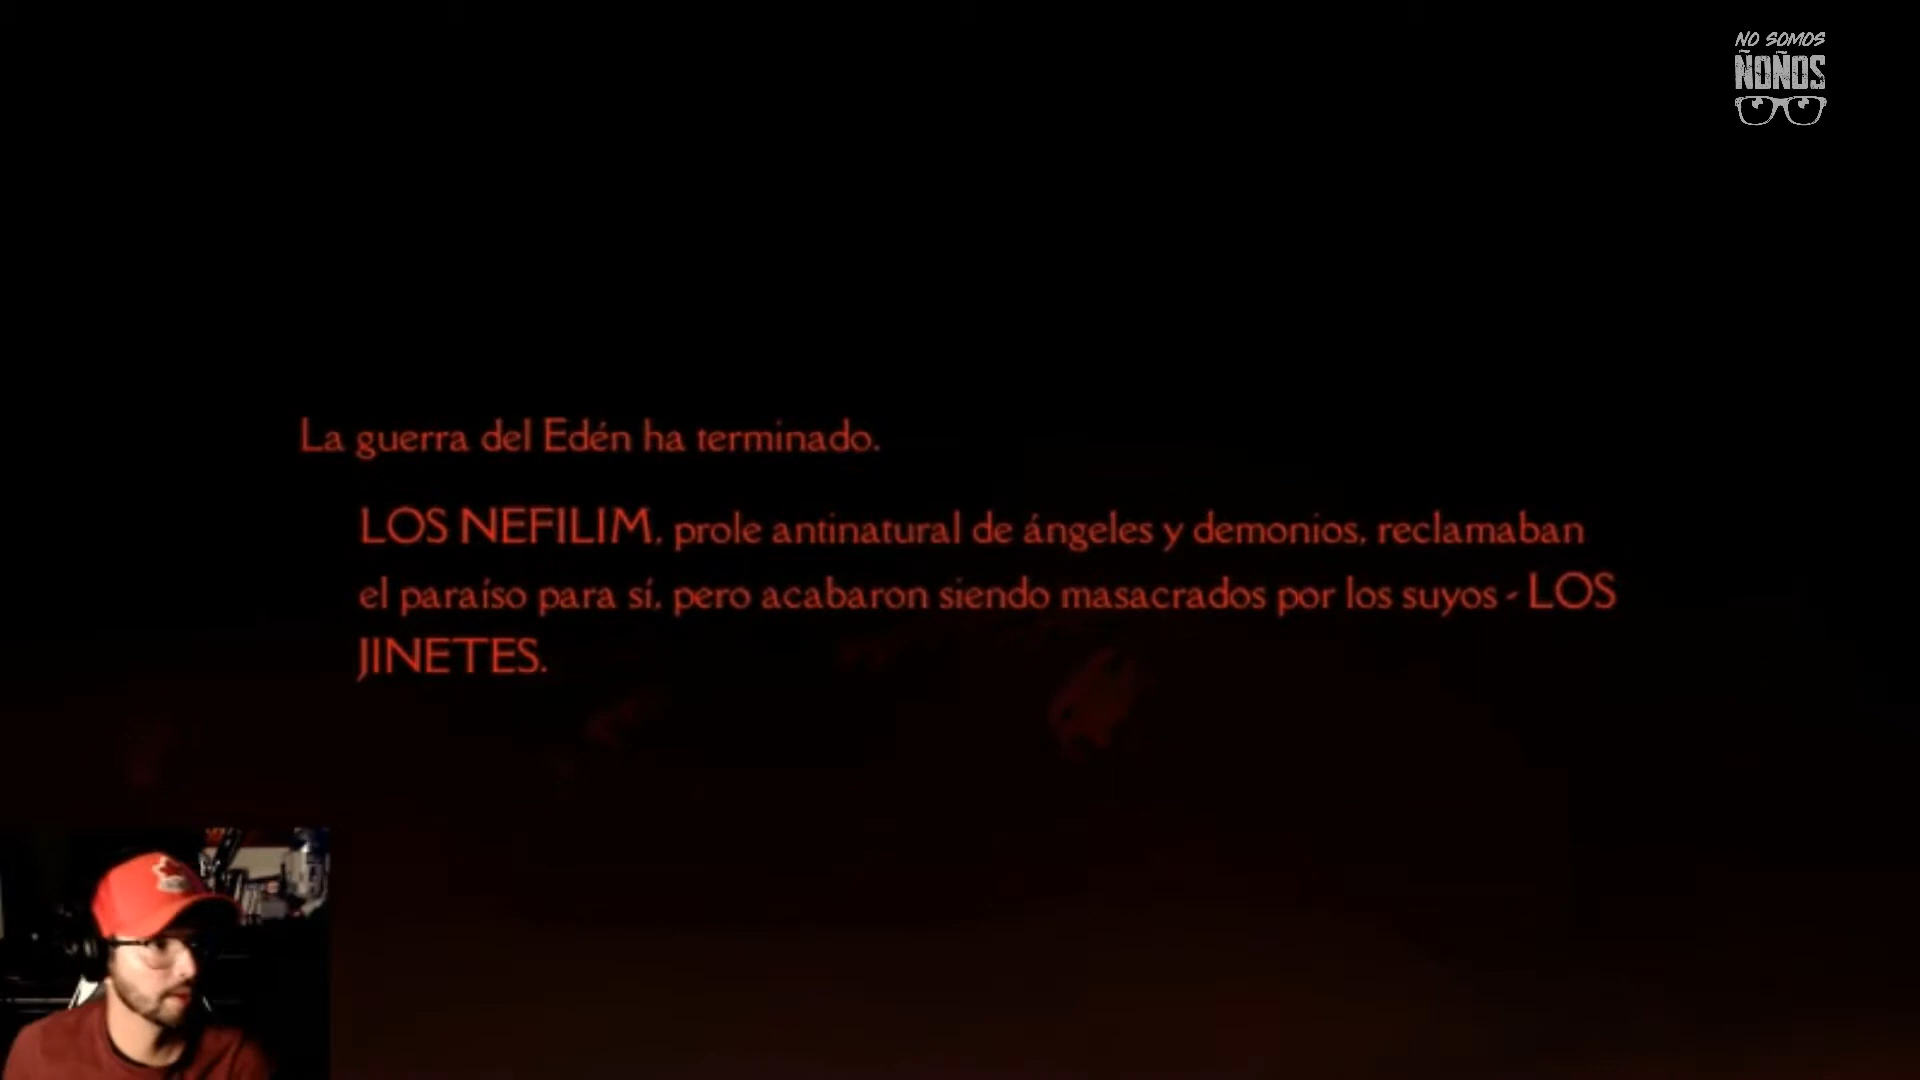 NO SOMOS
ÑOÑOS
La guerra del Edén ha terminado.
LOS NEFILIM, prole antinatural de ángeles y demonios, reclamaban
el paraíso para sí, pero acabaron siendo masacrados por los suyos - LOS
JINETES.